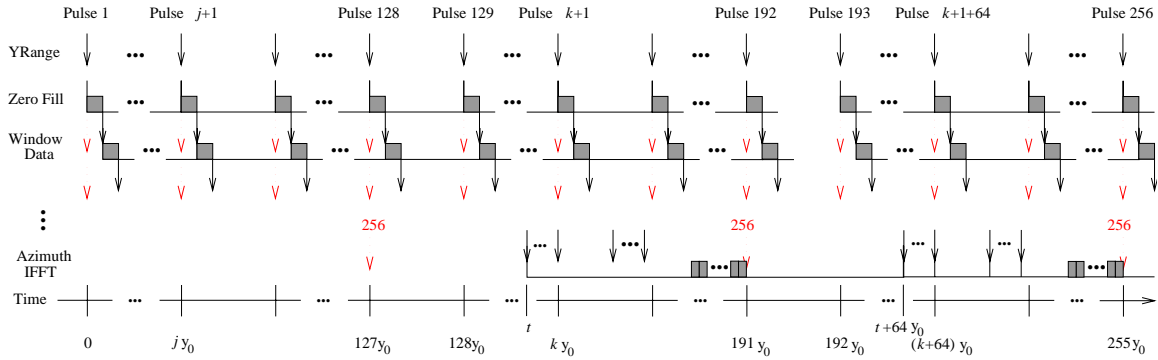 Pulse 1 Pulse j+1 Pulse 128 Pulse 129 Pulse k+1 Pulse 192 Pulse 193 Pulse k+1+64 Pulse 256
YRange
Zero Fill
Window
Data
256 256 256
Azimuth
IFFT
Time
t t+64 y0
0 j y0 127y0 128y0 k y0 191 y0 192 y0 (k+64) y0 255y0